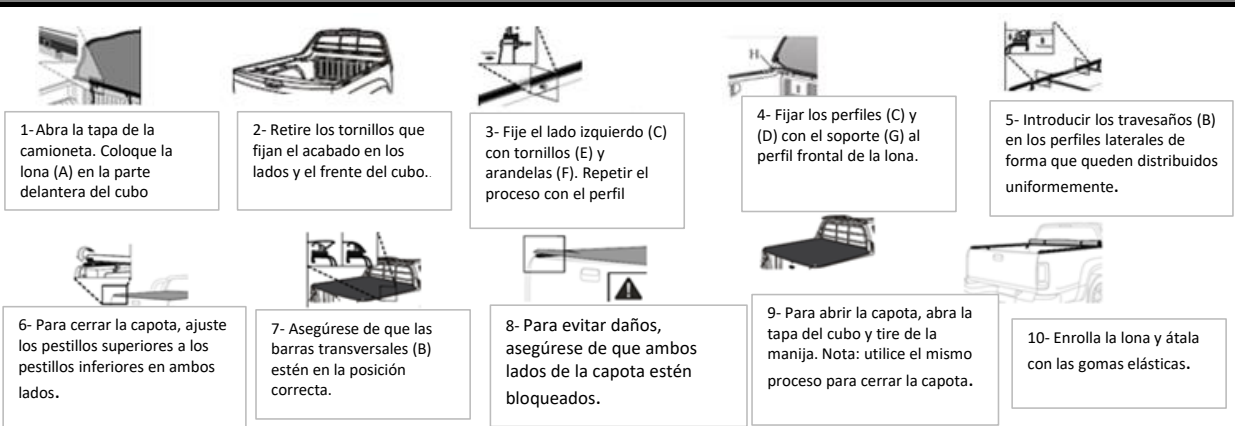 1-Abra la tapa de la
camioneta. Coloque la
lona (A) en la parte
delantera del cubo
2- Retire los tornillos que
fijan el acabado en los
lados y el frente del cubo.
3- Fije el lado izquierdo (C)
con tornillos (E) y
arandelas (F). Repetir el
proceso con el perfil
H
4- Fijar los perfiles (C) y
(D) con el soporte (G) al
perfil frontal de la lona.
5- Introducir los travesaños (B)
en los perfiles laterales de
forma que queden distribuidos
uniformemente.
6- Para cerrar la capota, ajuste
los pestillos superiores a los
pestillos inferiores en ambos
lados.
7- Asegúrese de que las
barras transversales (B)
estén en la posición
correcta.
8- Para evitar daños,
asegúrese de que ambos
lados de la capota estén
bloqueados.
9- Para abrir la capota, abra la
tapa del cubo y tire de la
manija. Nota: utilice el mismo
proceso para cerrar la capota.
10- Enrolla la lona y átala
con las gomas elásticas.